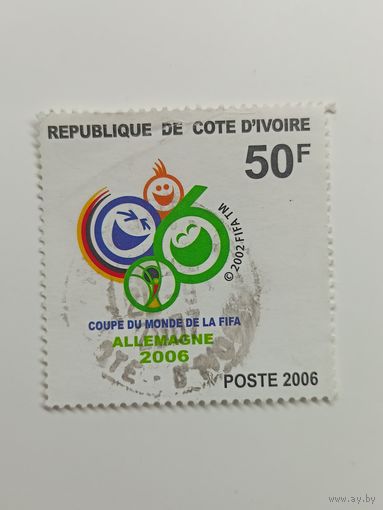 REPUBLIQUE DE COTE D'IVOIRE
50F
© 2002 FIFA TM
COUPE DU MONDE DE LA FIFA
ALLEMAGNE
2006
POSTE 2006
www.ay.by